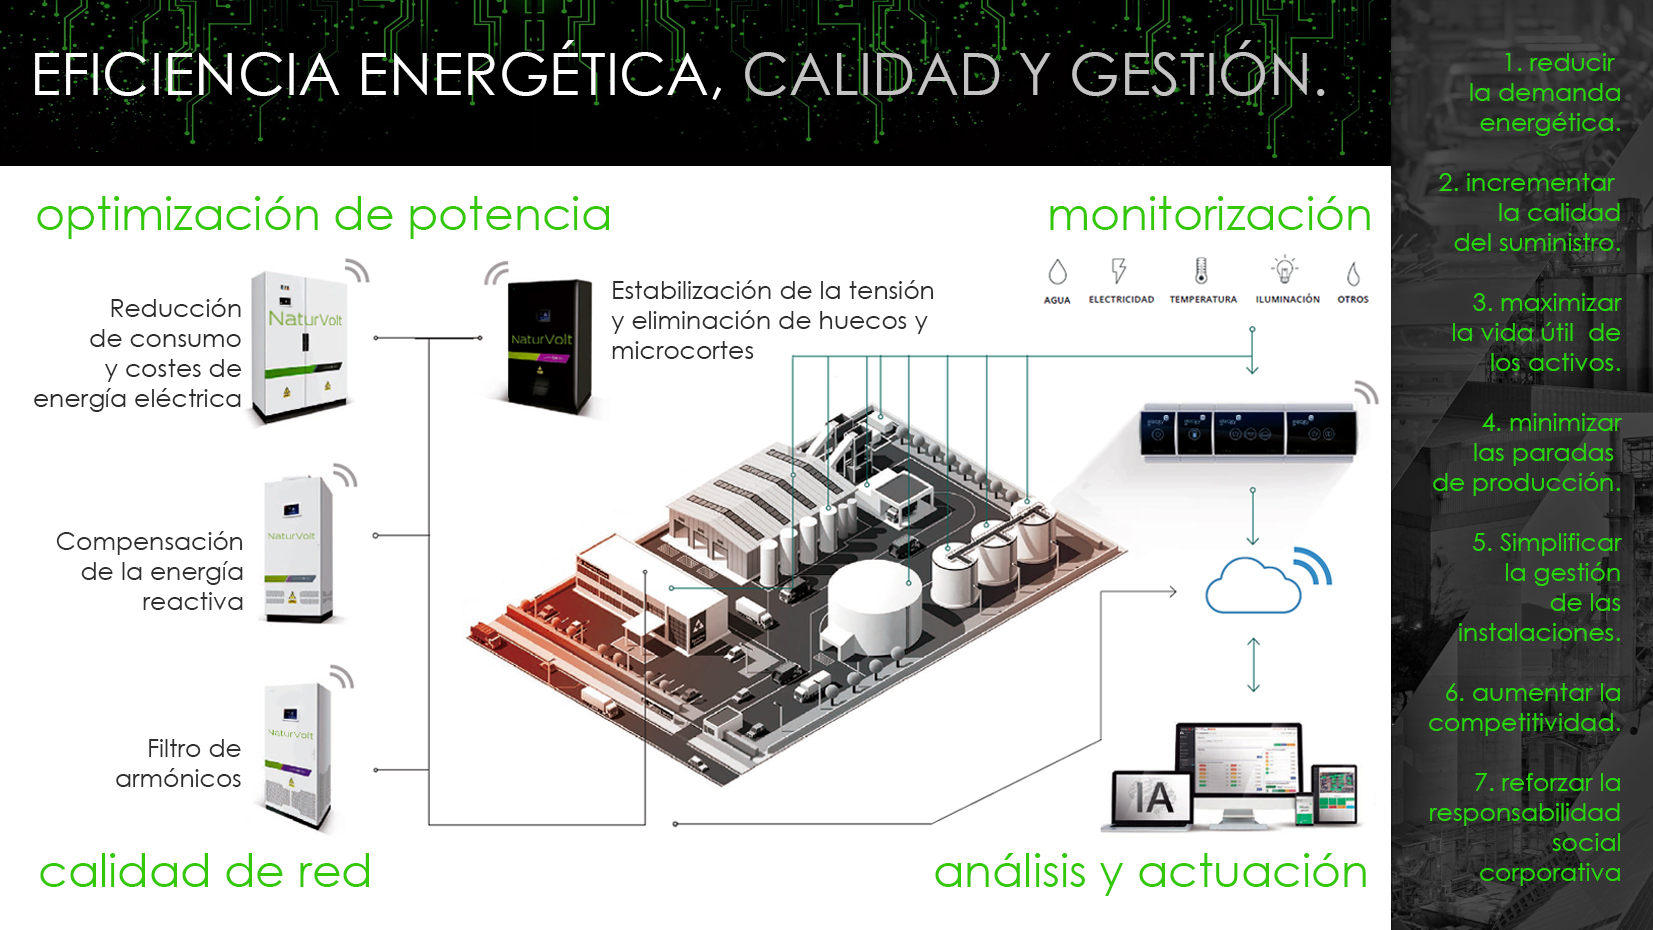 EFICIENCIA ENERGÉTICA, CALIDAD Y GESTIÓN.
optimización de potencia
Reducción
de consumo
y costes de
energía eléctrica
NaturVolt
NaturVolt
Estabilización de la tensión
y eliminación de huecos y
microcortes
Compensación
de la energía
reactiva
NaturVolt
Filtro de
armónicos
NaturVolt
calidad de red
monitorización
AGUA ELECTRICIDAD TEMPERATURA ILUMINACIÓN OTROS
IA
análisis y actuación
1. reducir
la demanda
energética.
2. incrementar
la calidad
del suministro.
3. maximizar
la vida útil de
los activos.
4. minimizar
las paradas
de producción.
5. Simplificar
la gestión
de las
instalaciones.
6. aumentar la
competitividad.
7. reforzar la
responsabilidad
social
corporativa